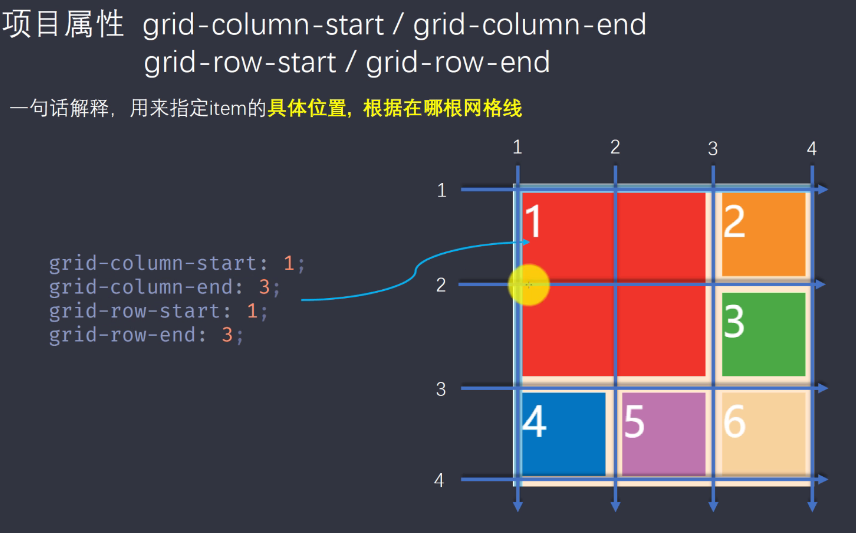 项目属性 grid-column-start / grid-column-end
grid-row-start / grid-row-end
一句话解释，用来指定item的具体位置, 根据在哪根网格线
1 2 3 4
1
1 2
grid-column-start: 1;
2
grid-column-end: 3;
grid-row-start: 1;
3
grid-row-end: 3;
3
4 5 6
4